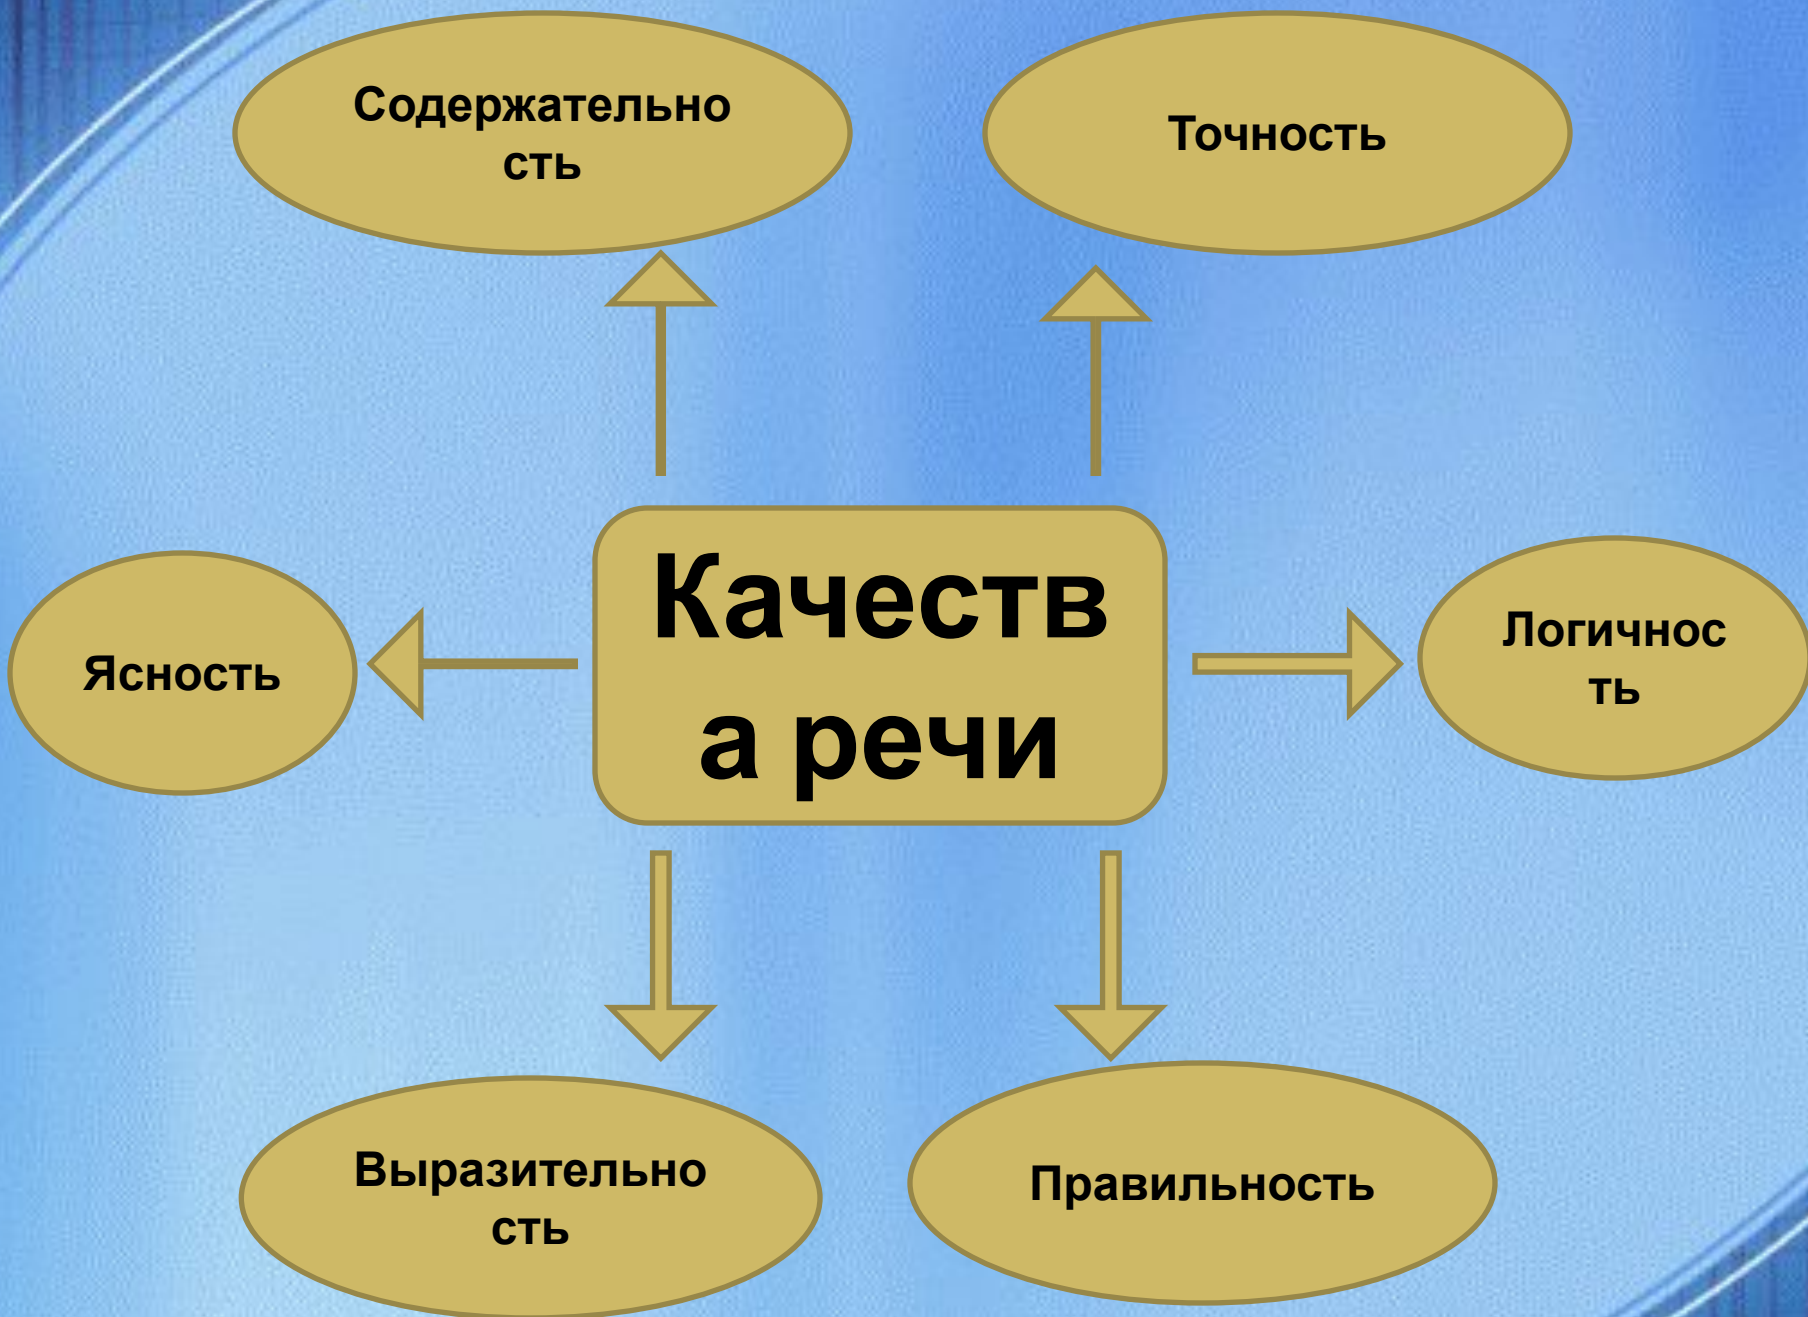 Содержательно
сть
Точность
Качеств
а речи
Ясность
Логичнос
ть
Выразительно
сть
Правильность